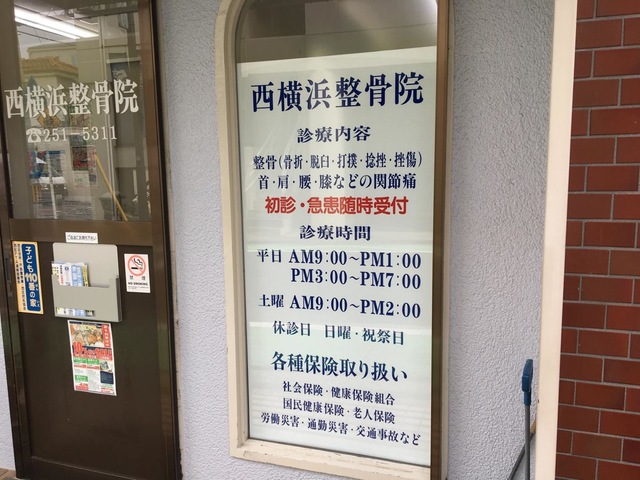 西横浜整骨院
☎251-5311
子ども110番の家
禁煙
NO SMOKING
西横浜整骨院
診療内容
整骨(骨折・脱臼・打撲・捻挫・挫傷)
首・肩・腰・膝などの関節痛
初診・急患随時受付
診療時間
平日 AM9:00~PM1:00
PM3:00~PM7:00
土曜 AM9:00~PM2:00
休診日 日曜・祝祭日
各種保険取り扱い
社会保険・健康保険組合
国民健康保険・老人保険
労働災害・通勤災害・交通事故など